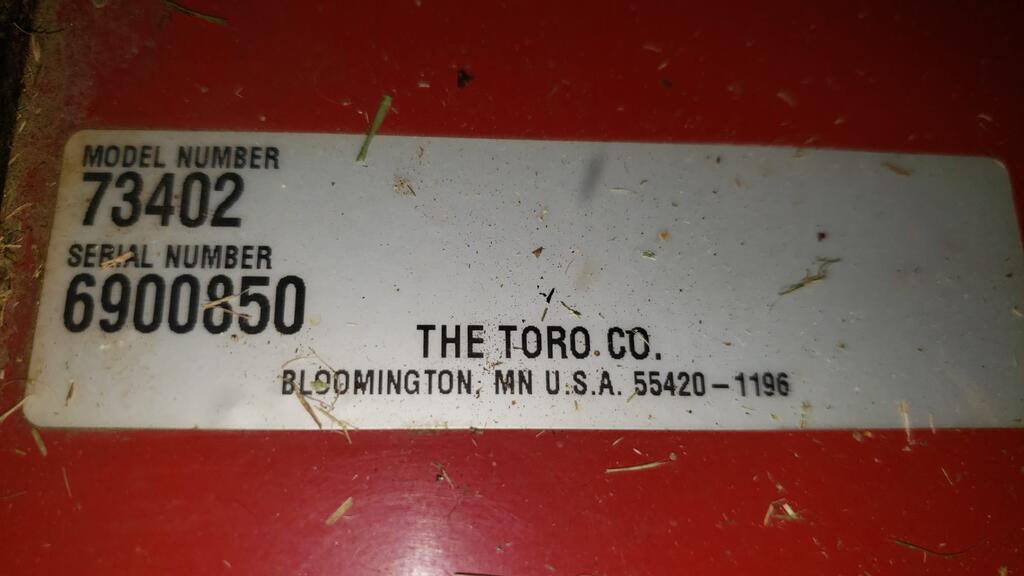 MODEL NUMBER
73402
SERIAL NUMBER
6900850
THE TORO CO.
BLOOMINGTON, MN U.S.A. 55420-1196